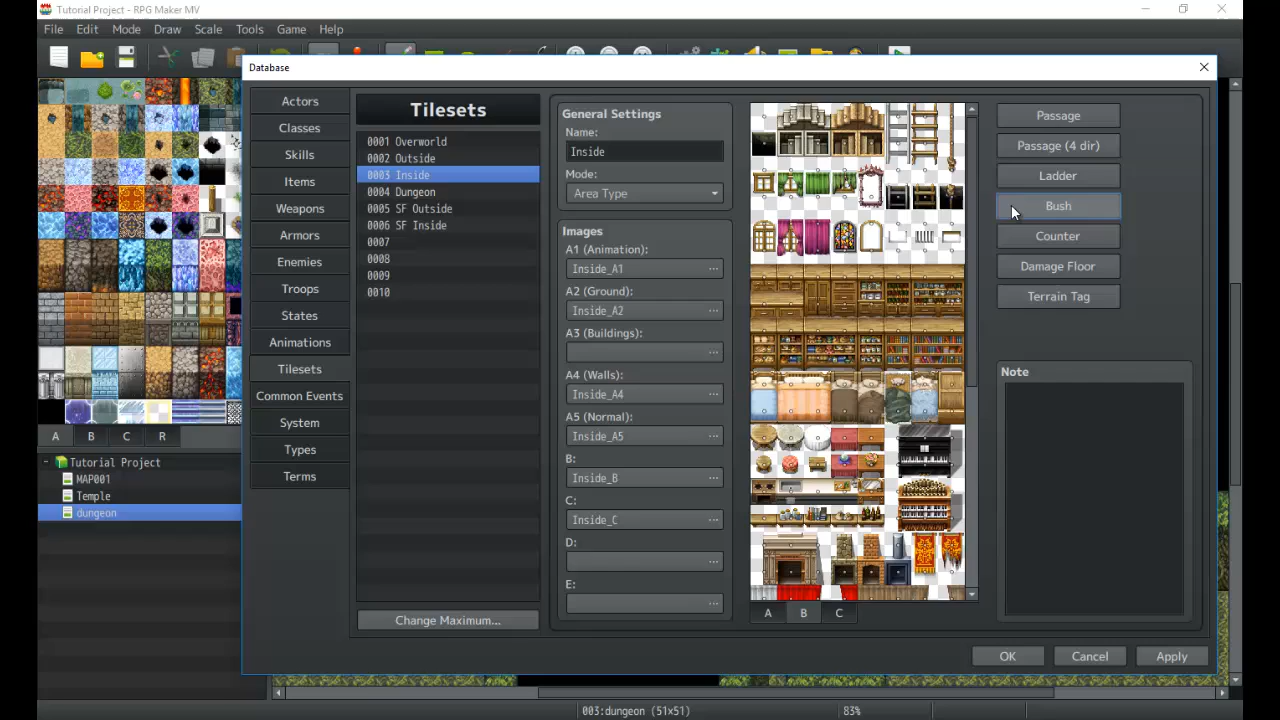 Tutorial Project - RPG Maker MV
File Edit Mode Draw Scale Tools Game Help
Database
Actors
Classes
Skills
Items
Weapons
Armors
Enemies
Troops
States
Animations
Tilesets
Common Events
System
Types
Terms
Tilesets
0001 Overworld
0002 Outside
0003 Inside
0004 Dungeon
0005 SF Outside
0006 SF Inside
0007
0008
0009
0010
Change Maximum...
General Settings
Name:
Inside
Mode:
Area Type
Images
A1 (Animation):
Inside_A1 ...
A2 (Ground):
Inside_A2 ...
A3 (Buildings):
...
A4 (Walls):
Inside_A4 ...
A5 (Normal):
Inside_A5 ...
B:
Inside_B ...
C:
Inside_C ...
D:
...
E:
...
A B C
Passage
Passage (4 dir)
Ladder
Bush
Counter
Damage Floor
Terrain Tag
Note
OK Cancel Apply
A B C R
Tutorial Project
MAP001
Temple
dungeon
003:dungeon (51x51) 83%